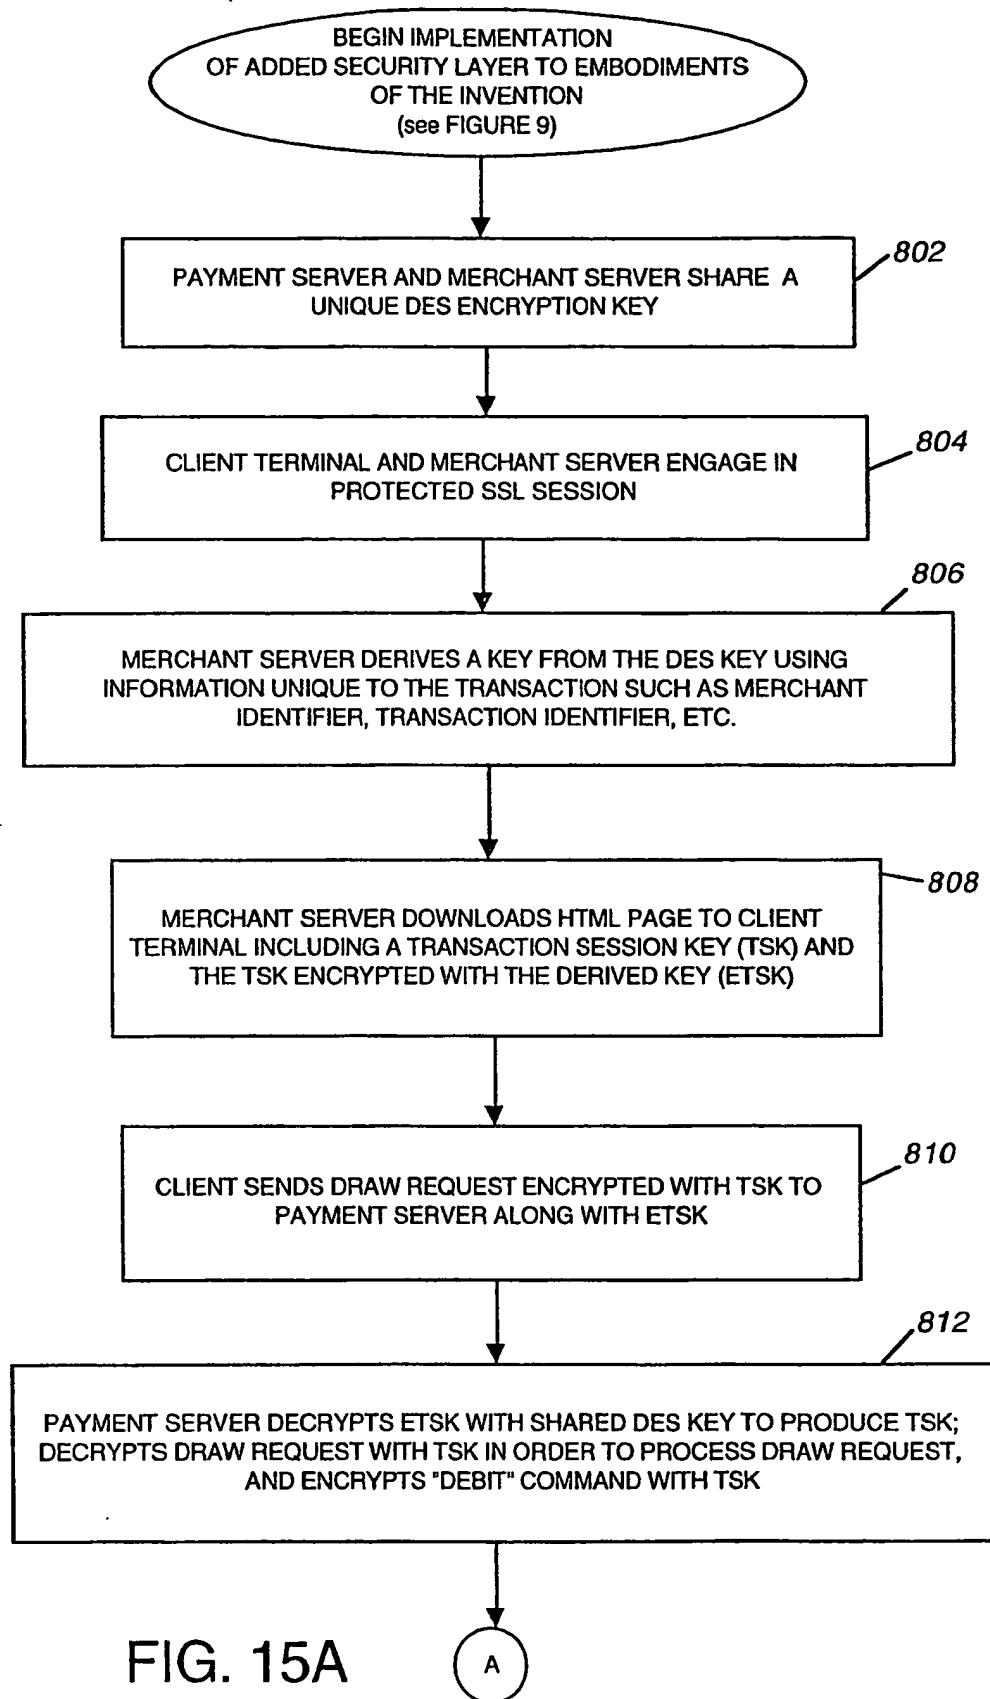 BEGIN IMPLEMENTATION
OF ADDED SECURITY LAYER TO EMBODIMENTS
OF THE INVENTION
(see FIGURE 9)
802
PAYMENT SERVER AND MERCHANT SERVER SHARE A
UNIQUE DES ENCRYPTION KEY
804
CLIENT TERMINAL AND MERCHANT SERVER ENGAGE IN
PROTECTED SSL SESSION
806
MERCHANT SERVER DERIVES A KEY FROM THE DES KEY USING
INFORMATION UNIQUE TO THE TRANSACTION SUCH AS MERCHANT
IDENTIFIER, TRANSACTION IDENTIFIER, ETC.
808
MERCHANT SERVER DOWNLOADS HTML PAGE TO CLIENT
TERMINAL INCLUDING A TRANSACTION SESSION KEY (TSK) AND
THE TSK ENCRYPTED WITH THE DERIVED KEY (ETSK)
810
CLIENT SENDS DRAW REQUEST ENCRYPTED WITH TSK TO
PAYMENT SERVER ALONG WITH ETSK
812
PAYMENT SERVER DECRYPTS ETSK WITH SHARED DES KEY TO PRODUCE TSK;
DECRYPTS DRAW REQUEST WITH TSK IN ORDER TO PROCESS DRAW REQUEST,
AND ENCRYPTS "DEBIT" COMMAND WITH TSK
FIG. 15A
A